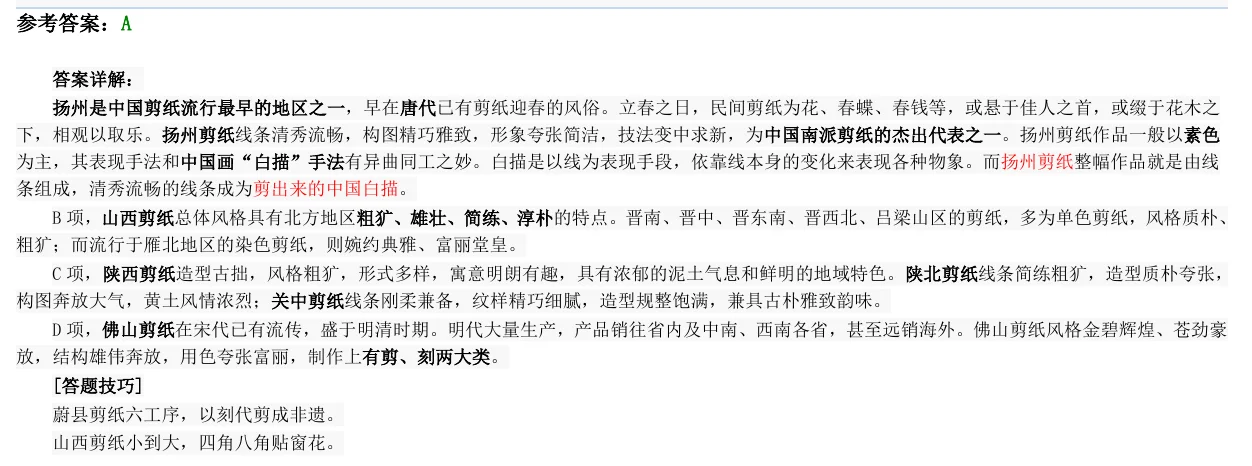 参考答案：A
答案详解：
扬州是中国剪纸流行最早的地区之一，早在唐代已有剪纸迎春的风俗。立春之日，民间剪纸为花、春蝶、春钱等，或悬于佳人之首，或缀于花木之
下，相观以取乐。扬州剪纸线条清秀流畅，构图精巧雅致，形象夸张简洁，技法变中求新，为中国南派剪纸的杰出代表之一。扬州剪纸作品一般以素色
为主，其表现手法和中国画“白描”手法有异曲同工之妙。白描是以线为表现手段，依靠线本身的变化来表现各种物象。而扬州剪纸整幅作品就是由线
条组成，清秀流畅的线条成为剪出来的中国白描。
B 项，山西剪纸总体风格具有北方地区粗犷、雄壮、简练、淳朴的特点。晋南、晋中、晋东南、晋西北、吕梁山区的剪纸，多为单色剪纸，风格质朴、
粗犷；而流行于雁北地区的染色剪纸，则婉约典雅、富丽堂皇。
C 项，陕西剪纸造型古拙，风格粗犷，形式多样，寓意明朗有趣，具有浓郁的泥土气息和鲜明的地域特色。陕北剪纸线条简练粗犷，造型质朴夸张，
构图奔放大气，黄土风情浓烈；关中剪纸线条刚柔兼备，纹样精巧细腻，造型规整饱满，兼具古朴雅致韵味。
D 项，佛山剪纸在宋代已有流传，盛于明清时期。明代大量生产，产品销往省内及中南、西南各省，甚至远销海外。佛山剪纸风格金碧辉煌、苍劲豪
放，结构雄伟奔放，用色夸张富丽，制作上有剪、刻两大类。
[答题技巧]
蔚县剪纸六工序，以刻代剪成非遗。
山西剪纸小到大，四角八角贴窗花。